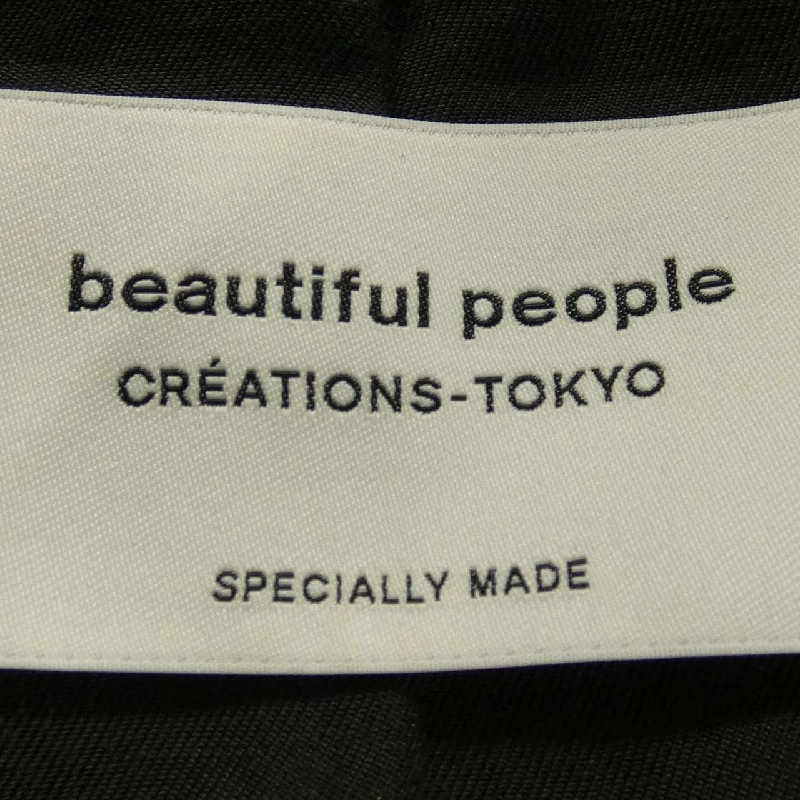 beautiful people
CRÉATIONS-TOKYO
SPECIALLY MADE